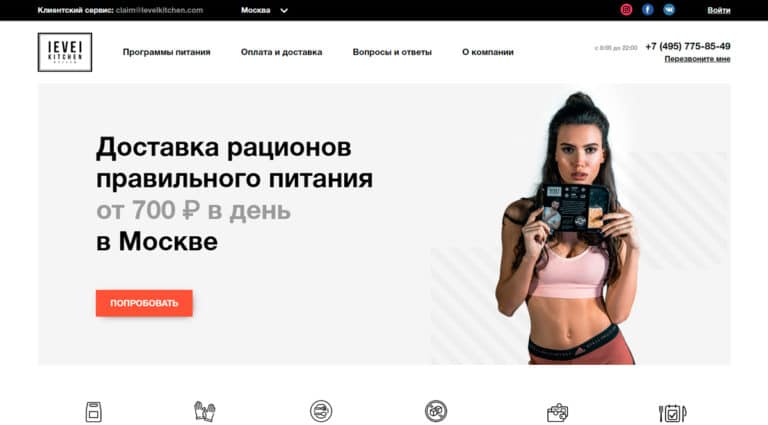 Клиентский сервис: claim@levelkitchen.com
Москва
Войти
level
KITCHEN
Программы питания
Оплата и доставка
Вопросы и ответы
О компании
с 8:00 до 22:00
+7 (495) 775-85-49
Перезвоните мне
Доставка рационов
правильного питания
от 700 ₽ в день
в Москве
ПОПРОБОВАТЬ